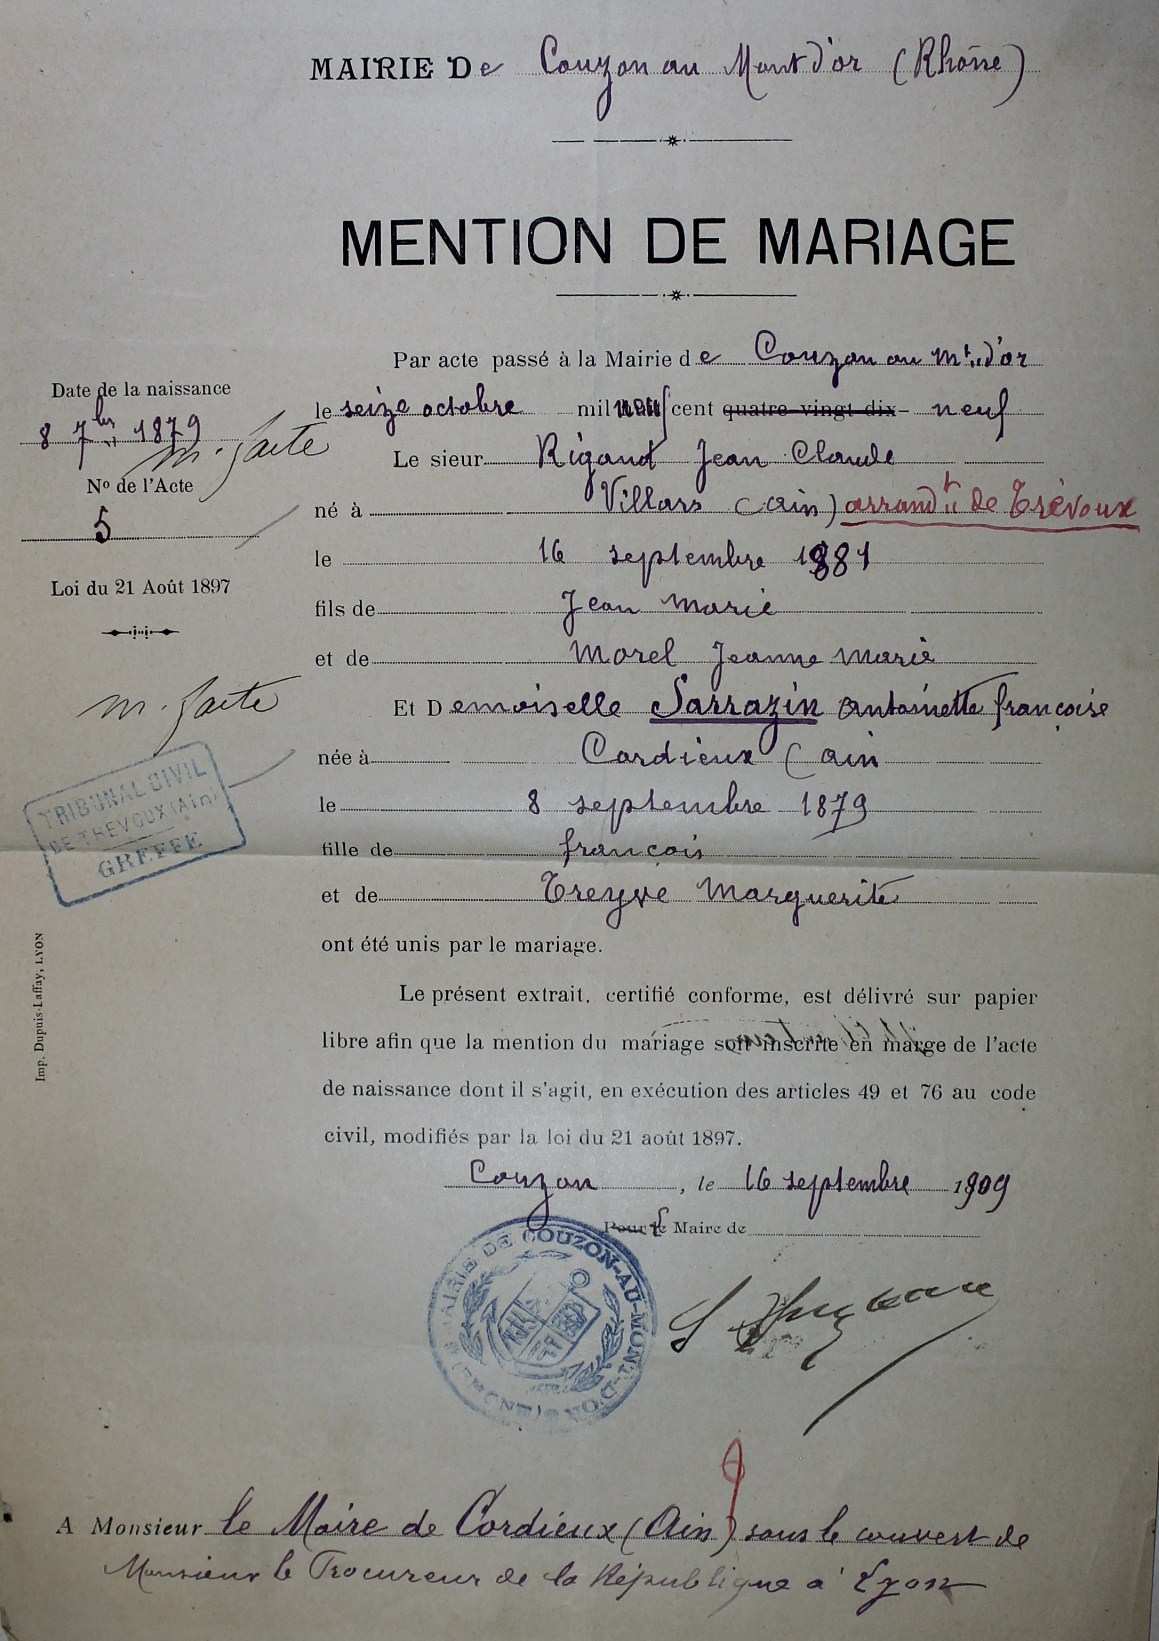 MAIRIE De Couzon au Mont d'or (Rhône)
MENTION DE MARIAGE
Par acte passé à la Mairie de Couzon au Mt d'or
le seize octobre mil neuf cent quatre-vingt-dix- neuf
Le sieur Rigaud Jean Claude
né à Villars (ain) arrondt de Trévoux
le 16 septembre 1881
fils de Jean Marie
et de Morel Jeanne Marie
Et Demoiselle Sarrazin Antoinette françoise
née à Cordieux (ain
le 8 septembre 1879
fille de françois
et de Treyve Marguerite
ont été unis par le mariage.
Le présent extrait, certifié conforme, est délivré sur papier
libre afin que la mention du mariage soit inscrite en marge de l'acte
de naissance dont il s'agit, en exécution des articles 49 et 76 au code
civil, modifiés par la loi du 21 août 1897.
Couzon, le 16 septembre 1909
Pour le Maire de
Date de la naissance
8 7bre 1879
m. faite
No de l'Acte
5
Loi du 21 Août 1897
m. faite
TRIBUNAL CIVIL
DE TREVOUX (Ain)
GREFFE
Imp. Dupuis-Laffay, LYON
MAIRIE DE COUZON-AU-MONT-D'OR (RHÔNE)
A Monsieur le Maire de Cordieux (Ain) sous le couvert de
Monsieur le Procureur de la République à Lyon